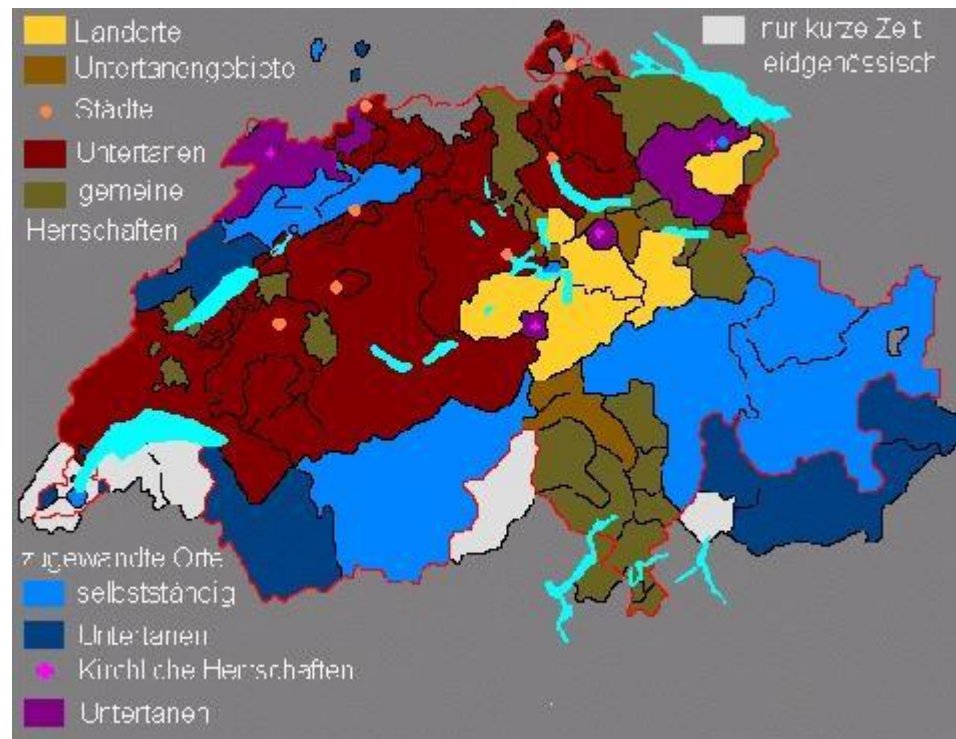 Landorte
Untertanengebiete
Städte
Untertanen
gemeine
Herrschaften
nur kurze Zeit
eidgenössisch
zugewandte Orte
selbstständig
Untertanen
Kirchliche Herrschaften
Untertanen